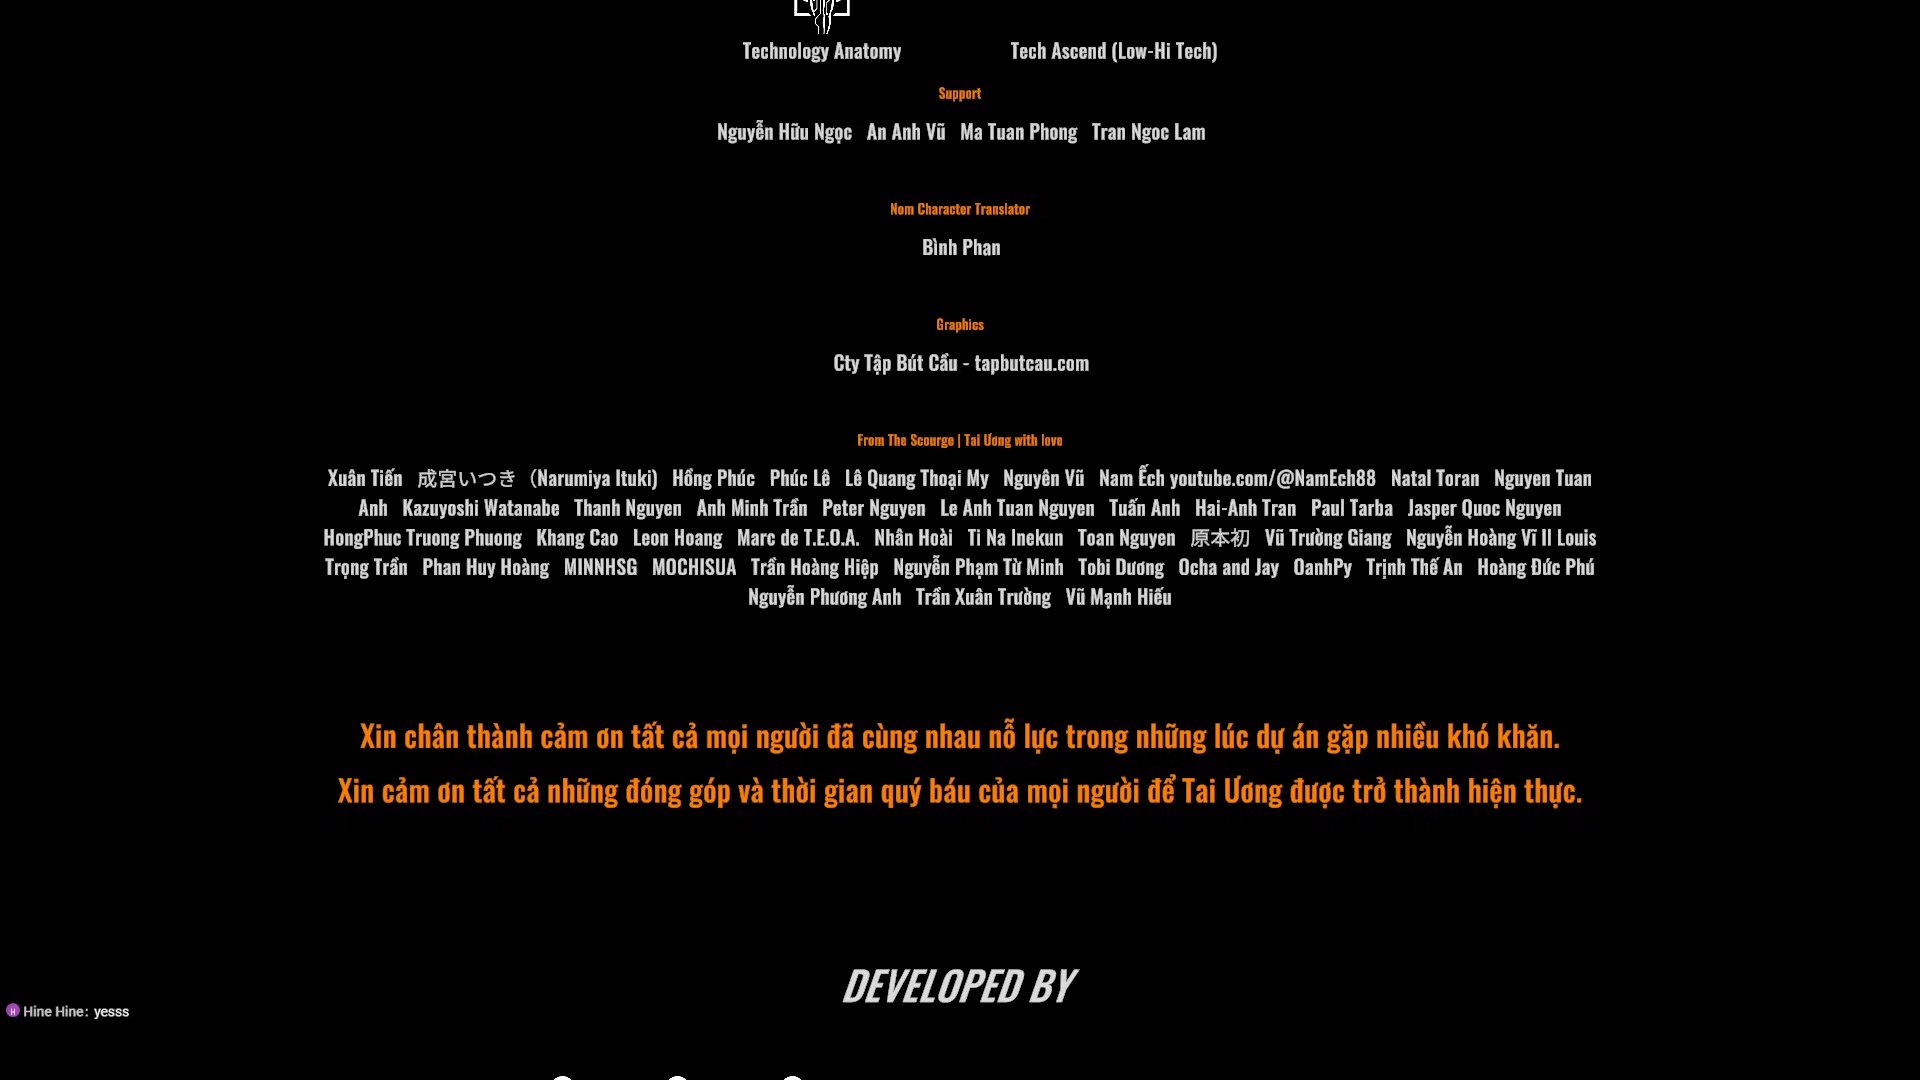 Technology Anatomy Tech Ascend (Low-Hi Tech)
Support
Nguyễn Hữu Ngọc An Anh Vũ Ma Tuan Phong Tran Ngoc Lam
Nom Character Translator
Bình Phan
Graphics
Cty Tập Bút Cầu - tapbutcau.com
From The Scourge | Tai Ương with love
Xuân Tiến 成宮いつき（Narumiya Ituki) Hồng Phúc Phúc Lê Lê Quang Thoại My Nguyên Vũ Nam Ếch youtube.com/@NamEch88 Natal Toran Nguyen Tuan
Anh Kazuyoshi Watanabe Thanh Nguyen Anh Minh Trần Peter Nguyen Le Anh Tuan Nguyen Tuấn Anh Hai-Anh Tran Paul Tarba Jasper Quoc Nguyen
HongPhuc Truong Phuong Khang Cao Leon Hoang Marc de T.E.O.A. Nhân Hoài Ti Na Inekun Toan Nguyen 原本初 Vũ Trường Giang Nguyễn Hoàng Vĩ II Louis
Trọng Trần Phan Huy Hoàng MINNHSG MOCHISUA Trần Hoàng Hiệp Nguyễn Phạm Từ Minh Tobi Dương Ocha and Jay OanhPy Trịnh Thế An Hoàng Đức Phú
Nguyễn Phương Anh Trần Xuân Trường Vũ Mạnh Hiếu
Xin chân thành cảm ơn tất cả mọi người đã cùng nhau nỗ lực trong những lúc dự án gặp nhiều khó khăn.
Xin cảm ơn tất cả những đóng góp và thời gian quý báu của mọi người để Tai Ương được trở thành hiện thực.
DEVELOPED BY
H Hine Hine: yesss